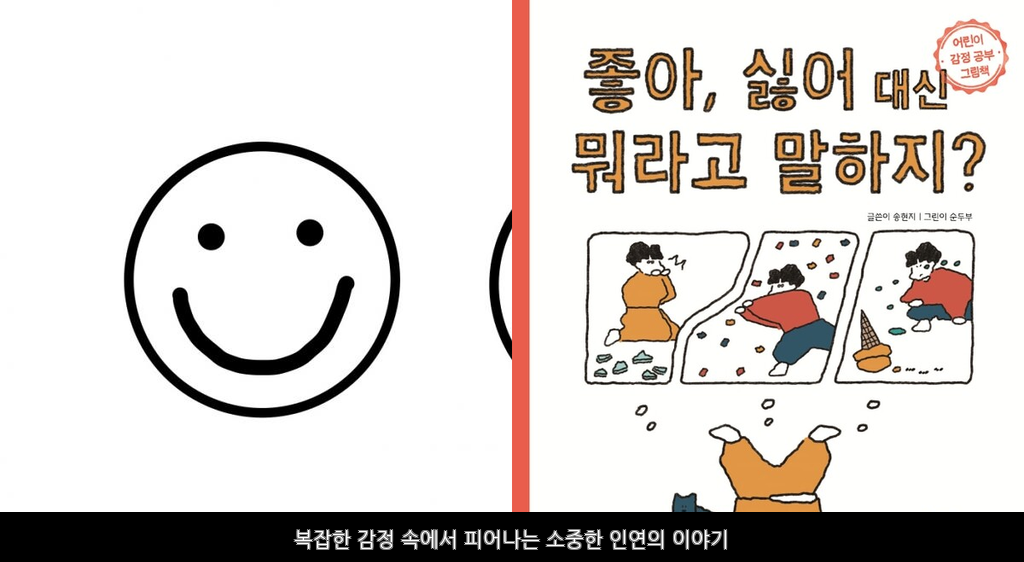 어린이
감정 공부
그림책
좋아, 싫어 대신
뭐라고 말하지?
글쓴이 송현지 | 그린이 순두부
복잡한 감정 속에서 피어나는 소중한 인연의 이야기